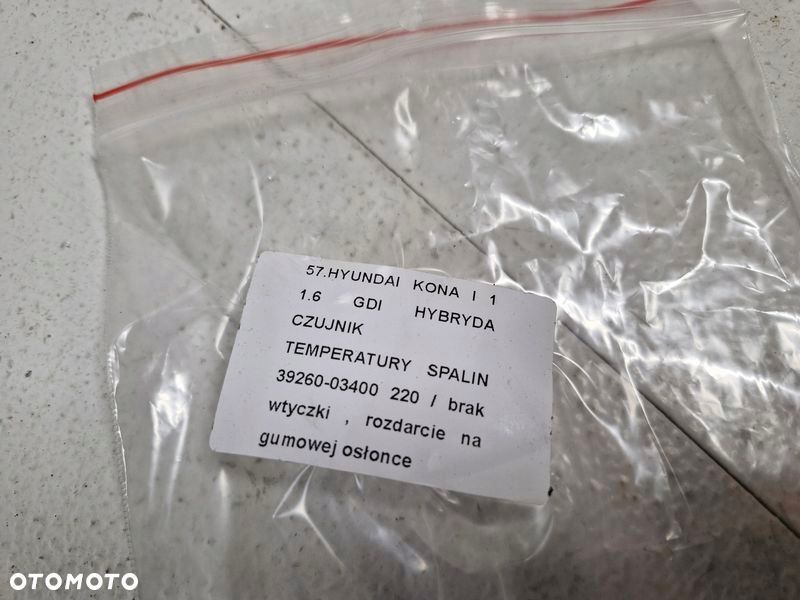 57.HYUNDAI KONA I 1
1.6 GDI HYBRYDA
CZUJNIK
TEMPERATURY SPALIN
39260-03400 220 / brak
wtyczki , rozdarcie na
gumowej osłonce
OTOMOTO